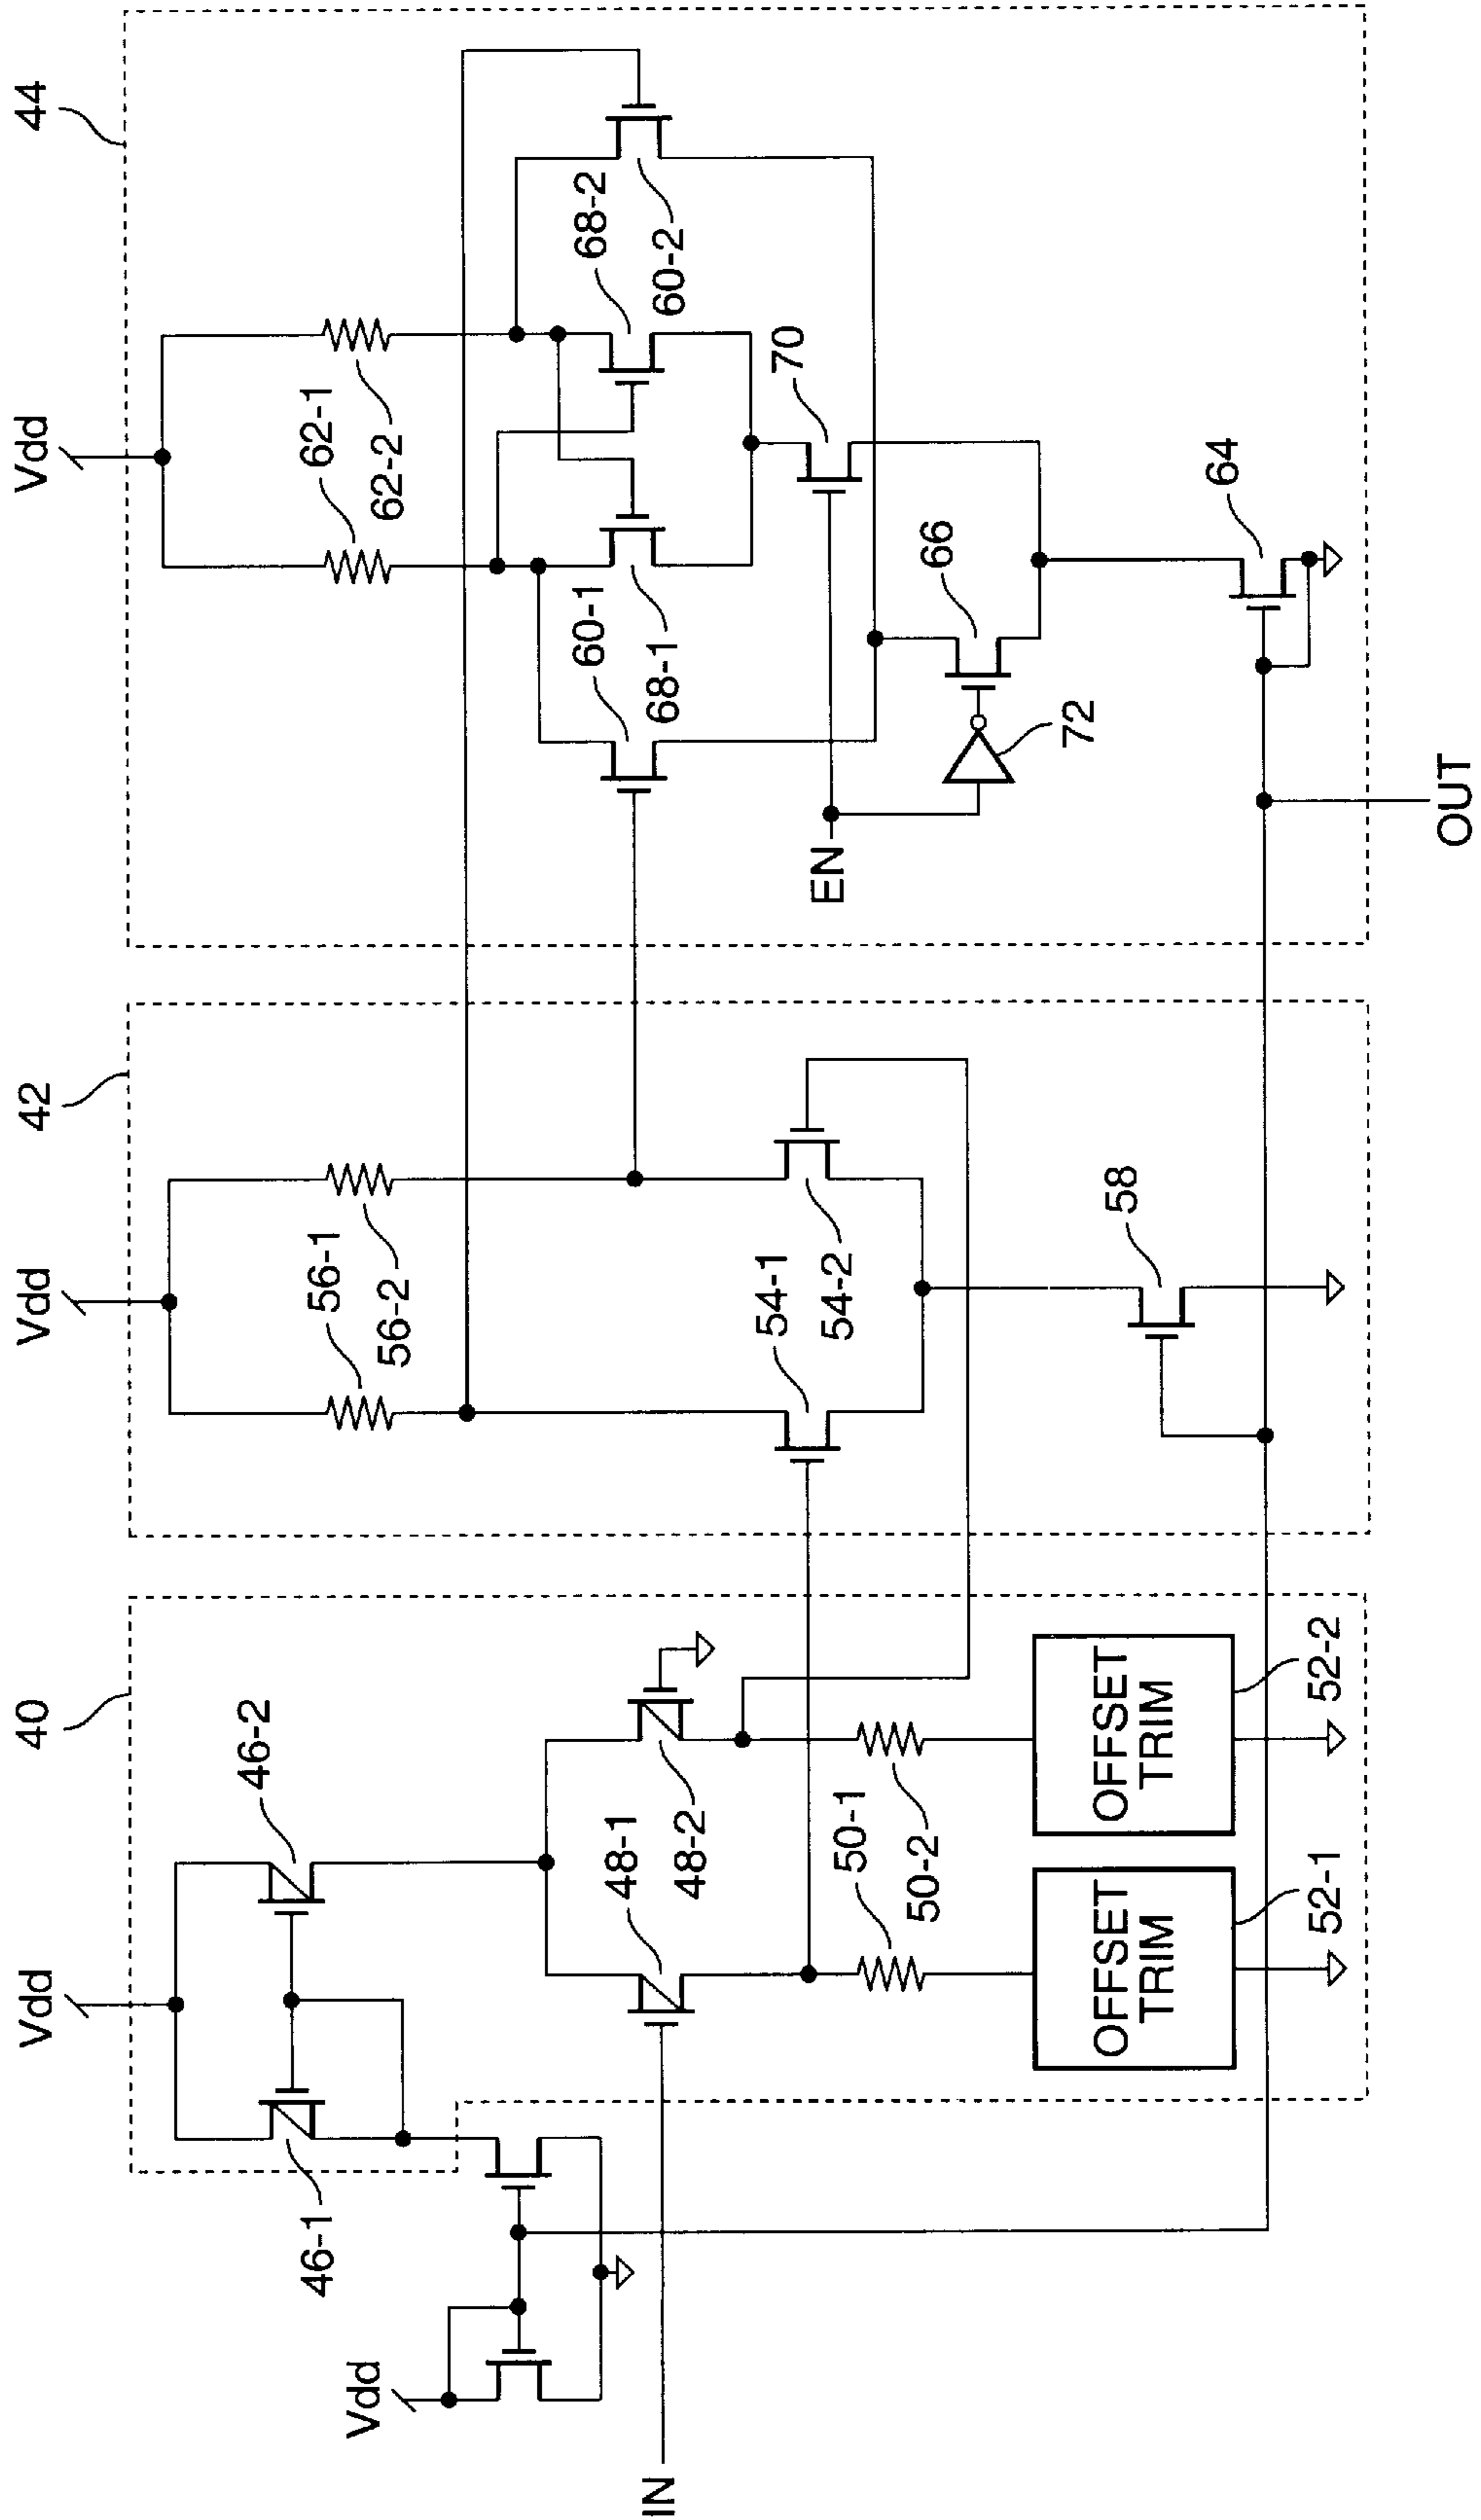 44
Vdd
62-1
62-2
68-2
60-2
60-1
68-1
70
66
64
72
EN
OUT
42
Vdd
56-1
56-2
54-1
54-2
58
40
Vdd
46-2
46-1
48-1
48-2
50-1
50-2
OFFSET
TRIM
52-2
OFFSET
TRIM
52-1
Vdd
IN